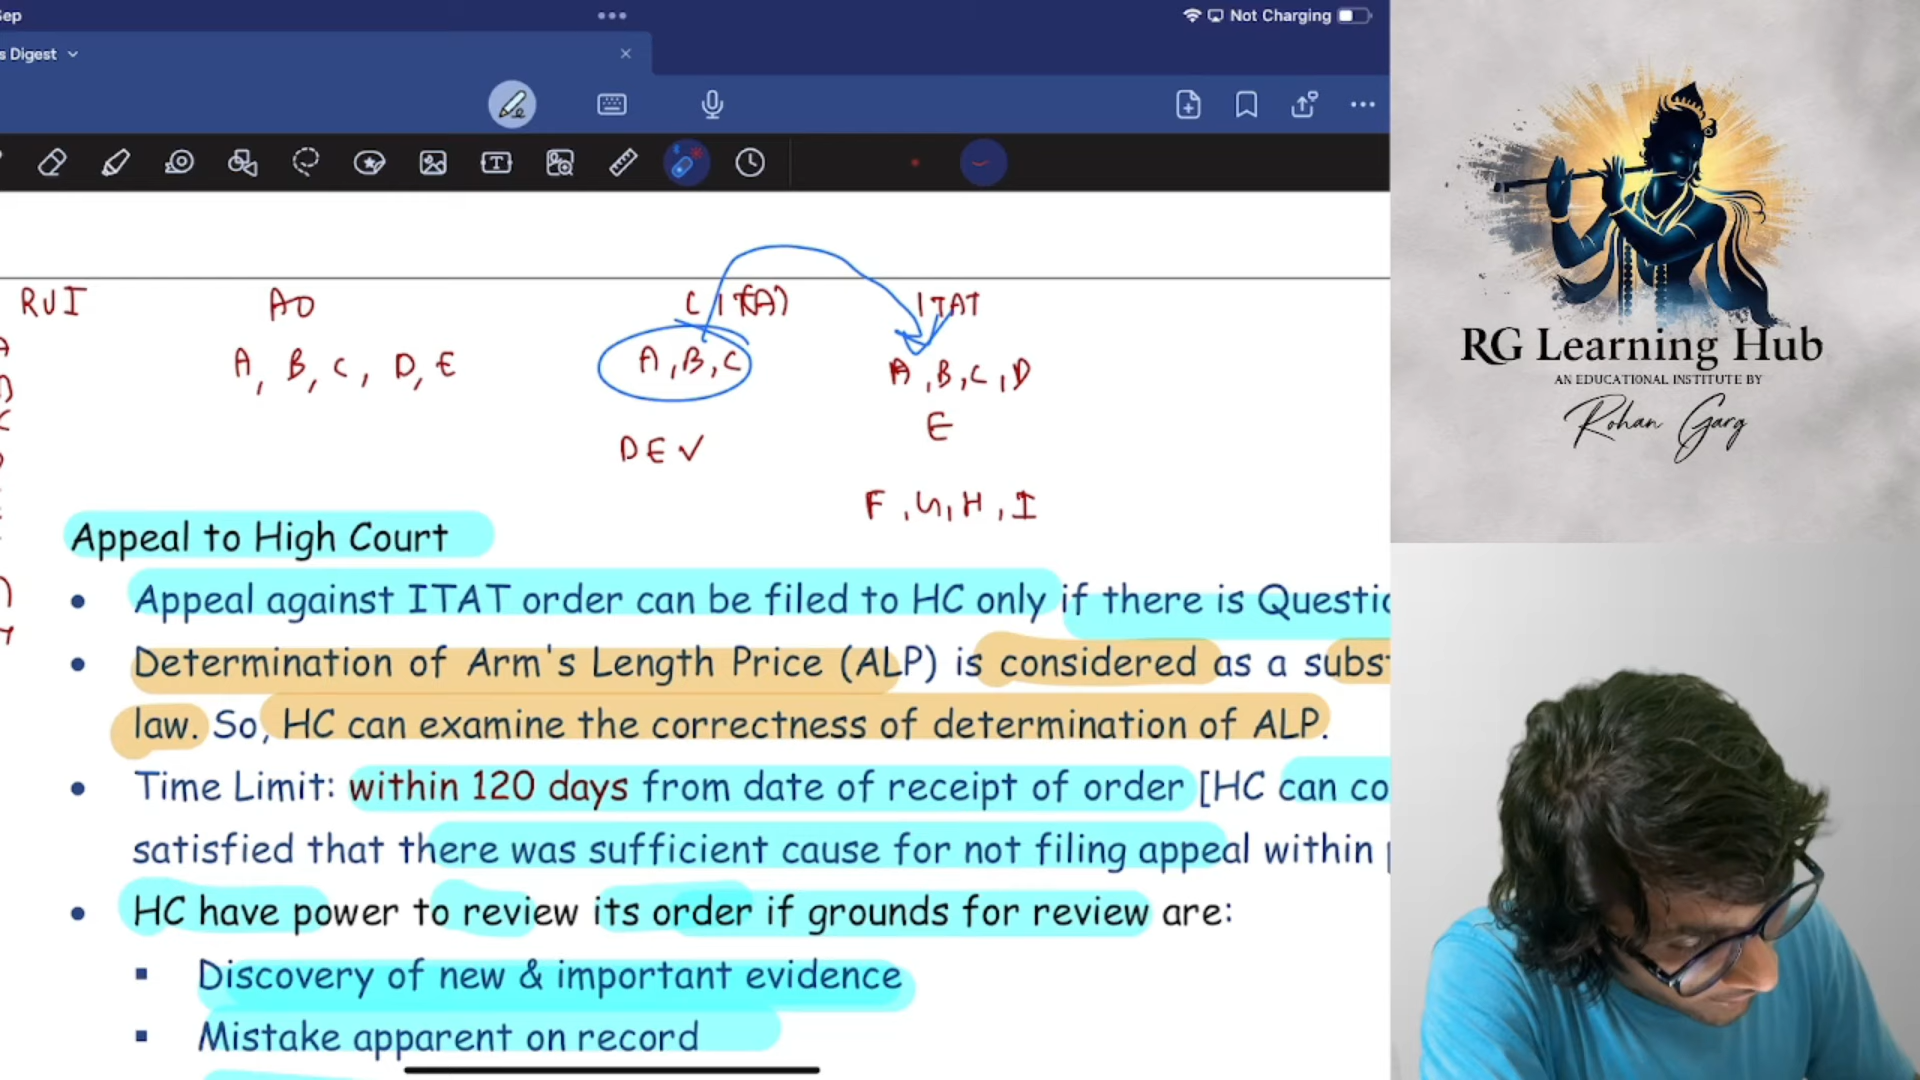 Sep
Not Charging
s Digest
ROI AO CIT(A) ITAT
A, B, C, D, E
A, B, C
A, B, C, D
E
D E ✓
F, G, H, I
Appeal to High Court
• Appeal against ITAT order can be filed to HC only if there is Questio
• Determination of Arm's Length Price (ALP) is considered as a subst
law. So, HC can examine the correctness of determination of ALP.
• Time Limit: within 120 days from date of receipt of order [HC can co
satisfied that there was sufficient cause for not filing appeal within
• HC have power to review its order if grounds for review are:
▪ Discovery of new & important evidence
▪ Mistake apparent on record
RG Learning Hub
AN EDUCATIONAL INSTITUTE BY
Rohan Garg